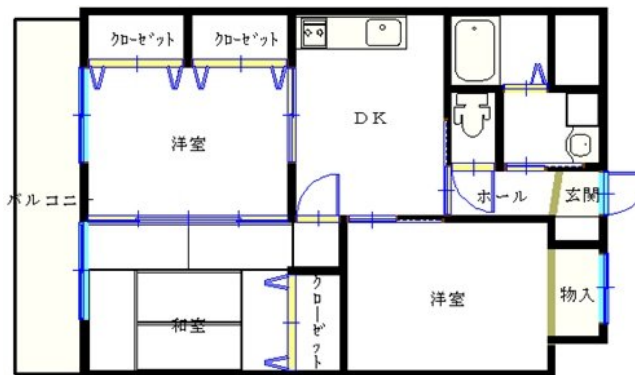 クローゼット
クローゼット
DK
洋室
バルコニ
ホール
玄関
洋室
物入
和室
クローゼット